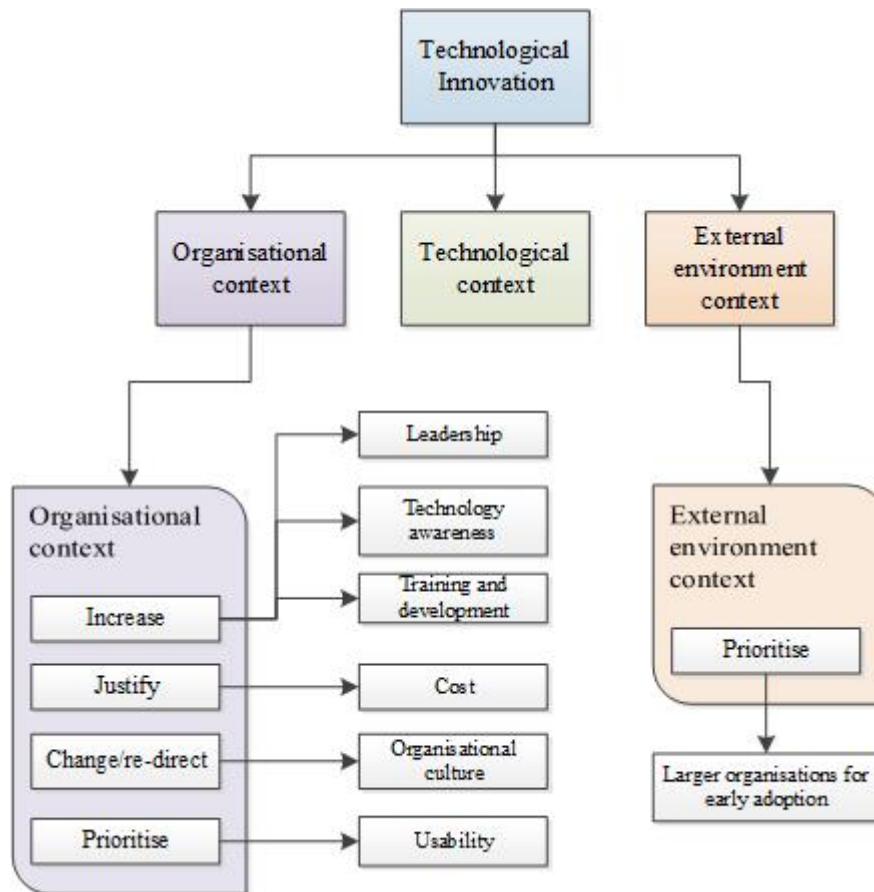 Technological
Innovation
Organisational
context
Technological
context
External
environment
context
Organisational
context
Increase
Justify
Change/re-direct
Prioritise
Leadership
Technology
awareness
Training and
development
Cost
Organisational
culture
Usability
External
environment
context
Prioritise
Larger organisations for
early adoption